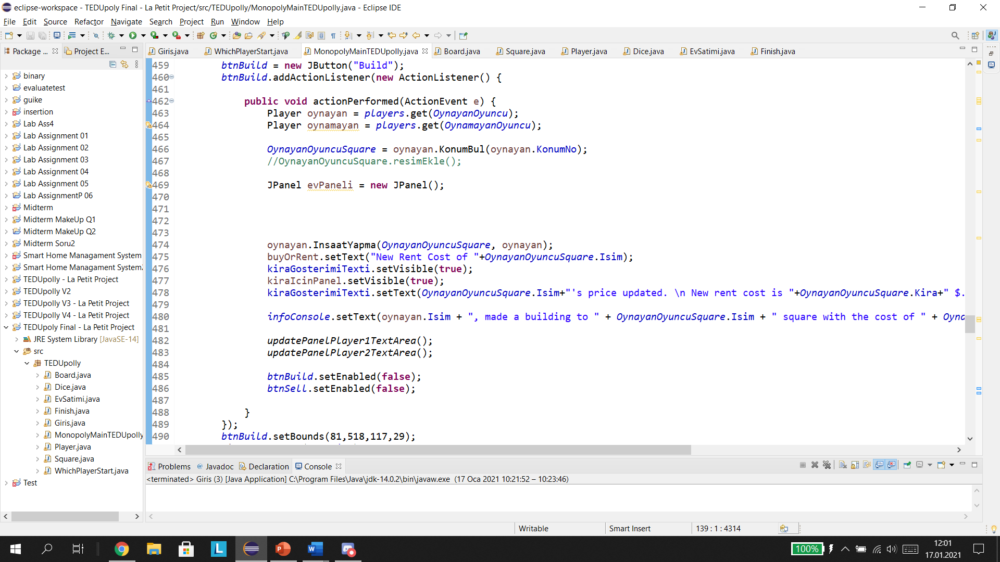 eclipse-workspace - TEDUpoly Final - La Petit Project/src/TEDUpolly/MonopolyMainTEDUpolly.java - Eclipse IDE
File Edit Source Refactor Navigate Search Project Run Window Help
Package ... Project E...
Giris.java WhichPlayerStart.java MonopolyMainTEDUpolly.java Board.java Square.java Player.java Dice.java EvSatimi.java Finish.java
binary
evaluatetest
guike
insertion
Lab Ass4
Lab Assignment 01
Lab Assignment 02
Lab Assignment 03
Lab Assignment 04
Lab Assignment 05
Lab AssignmentP 06
Midterm
Midterm MakeUp Q1
Midterm MakeUp Q2
Midterm Soru2
Smart Home Managament System
Smart Home Managament System2
TEDUpolly - La Petit Project
TEDUpolly V2
TEDUpolly V3 - La Petit Project
TEDUpolly V4 - La Petit Project
TEDUpoly Final - La Petit Project
JRE System Library [JavaSE-14]
src
TEDUpolly
Board.java
Dice.java
EvSatimi.java
Finish.java
Giris.java
MonopolyMainTEDUpolly
Player.java
Square.java
WhichPlayerStart.java
Test
459 btnBuild = new JButton("Build");
460 btnBuild.addActionListener(new ActionListener() {
461
462 public void actionPerformed(ActionEvent e) {
463 Player oynayan = players.get(OynayanOyuncu);
464 Player oynamayan = players.get(OynamayanOyuncu);
465
466 OynayanOyuncuSquare = oynayan.KonumBul(oynayan.KonumNo);
467 //OynayanOyuncuSquare.resimEkle();
468
469 JPanel evPaneli = new JPanel();
470
471
472
473
474 oynayan.InsaatYapma(OynayanOyuncuSquare, oynayan);
475 buyOrRent.setText("New Rent Cost of "+OynayanOyuncuSquare.Isim);
476 kiraGosterimiTexti.setVisible(true);
477 kiraIcinPanel.setVisible(true);
478 kiraGosterimiTexti.setText(OynayanOyuncuSquare.Isim+"'s price updated. \n New rent cost is "+OynayanOyuncuSquare.Kira+" $.
479
480 infoConsole.setText(oynayan.Isim + ", made a building to " + OynayanOyuncuSquare.Isim + " square with the cost of " + Oyna
481
482 updatePanelPlayer1TextArea();
483 updatePanelPlayer2TextArea();
484
485 btnBuild.setEnabled(false);
486 btnSell.setEnabled(false);
487
488 }
489 });
490 btnBuild.setBounds(81,518,117,29);
Problems @ Javadoc Declaration Console
<terminated> Giris (3) [Java Application] C:\Program Files\Java\jdk-14.0.2\bin\javaw.exe (17 Oca 2021 10:21:52 – 10:23:46)
Writable Smart Insert 139 : 1 : 4314
100%
12:01
17.01.2021